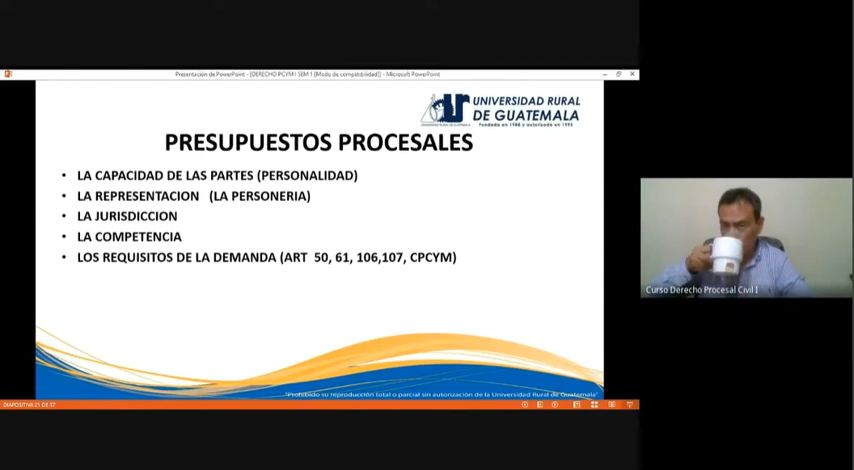 Presentación de PowerPoint - [DERECHO PCYM I SEM 1 [Modo de compatibilidad]] - Microsoft PowerPoint
UNIVERSIDAD RURAL
DE GUATEMALA
Fundada en 1988 y autorizada en 1995
PRESUPUESTOS PROCESALES
• LA CAPACIDAD DE LAS PARTES (PERSONALIDAD)
• LA REPRESENTACION (LA PERSONERIA)
• LA JURISDICCION
• LA COMPETENCIA
• LOS REQUISITOS DE LA DEMANDA (ART 50, 61, 106,107, CPCYM)
Curso Derecho Procesal Civil I
"Prohibido su reproducción total o parcial sin autorización de la Universidad Rural de Guatemala"
DIAPOSITIVA 21 DE 37